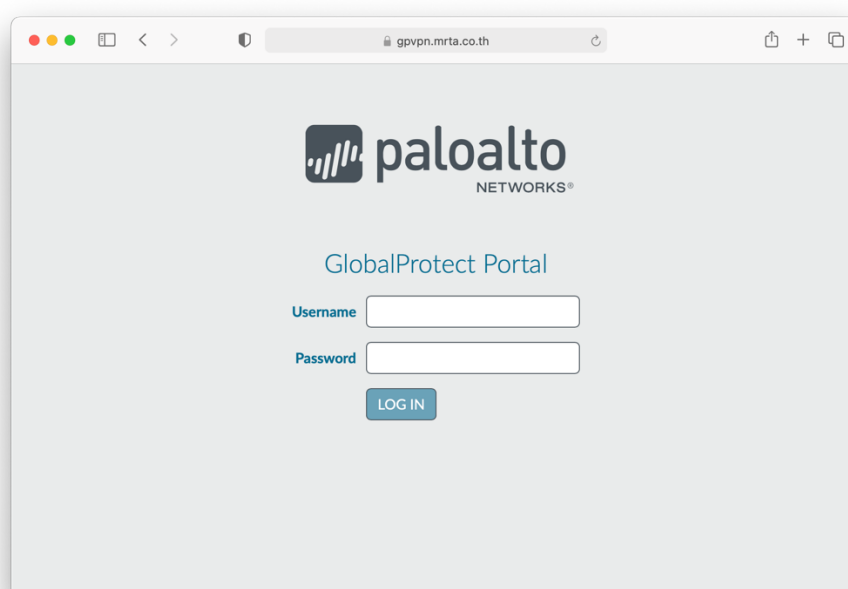 gpvpn.mrta.co.th
paloalto
NETWORKS®
GlobalProtect Portal
Username
Password
LOG IN